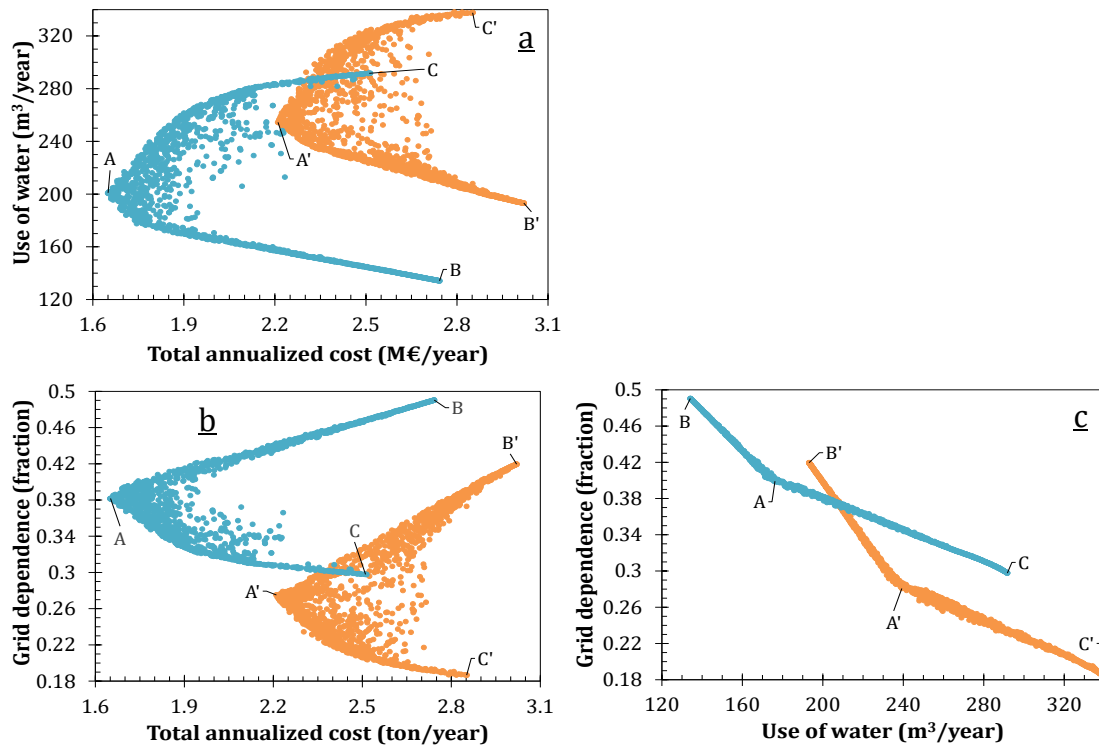 a
Use of water (m³/year)
320
280
240
200
160
120
1.6
1.9
2.2
2.5
2.8
3.1
A
B
C
A'
B'
C'
Total annualized cost (M€/year)
b
Grid dependence (fraction)
0.5
0.46
0.42
0.38
0.34
0.3
0.26
0.22
0.18
1.6
1.9
2.2
2.5
2.8
3.1
A
B
C
A'
B'
C'
Total annualized cost (ton/year)
c
Grid dependence (fraction)
0.5
0.46
0.42
0.38
0.34
0.3
0.26
0.22
0.18
120
160
200
240
280
320
B
B'
A
C
A'
C'
Use of water (m³/year)